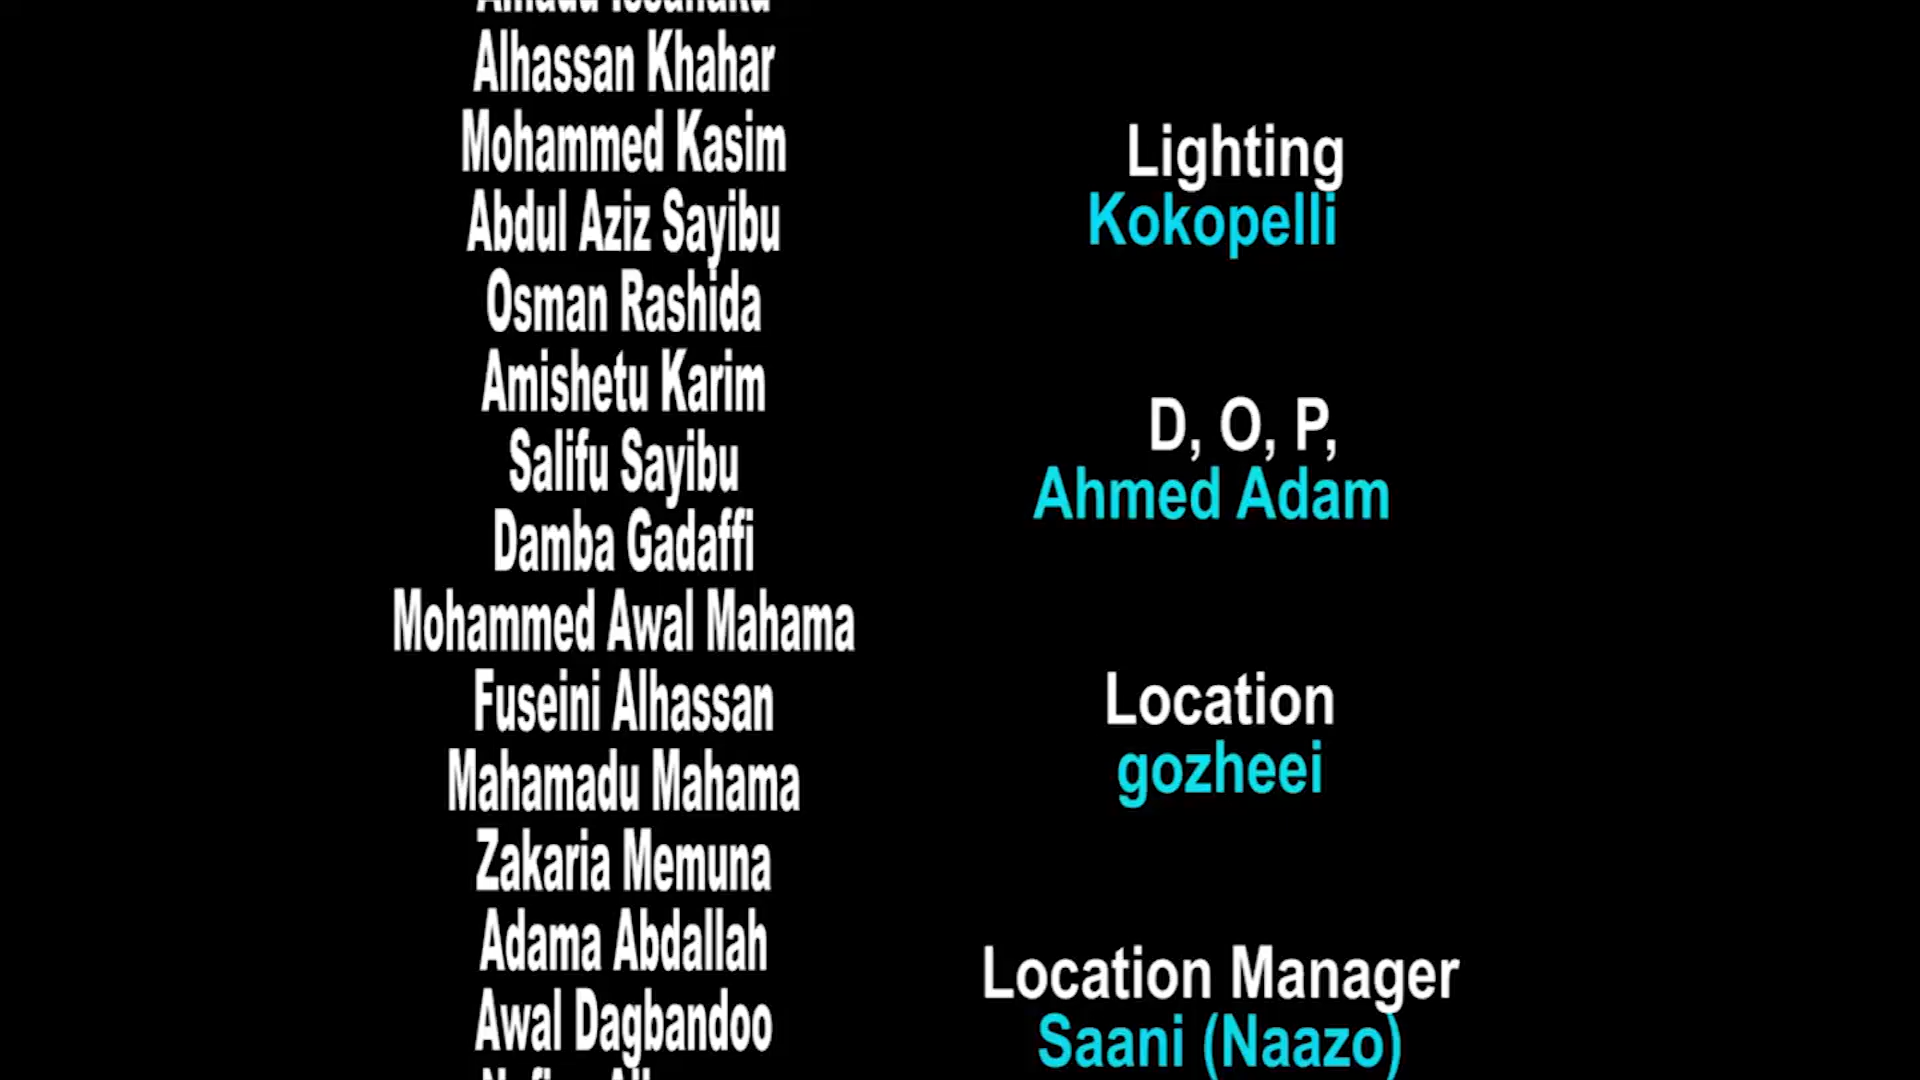 Alhassan Khahar
Mohammed Kasim
Abdul Aziz Sayibu
Osman Rashida
Amishetu Karim
Salifu Sayibu
Damba Gadaffi
Mohammed Awal Mahama
Fuseini Alhassan
Mahamadu Mahama
Zakaria Memuna
Adama Abdallah
Awal Dagbandoo
Lighting
Kokopelli
D, O, P,
Ahmed Adam
Location
gozheei
Location Manager
Saani (Naazo)